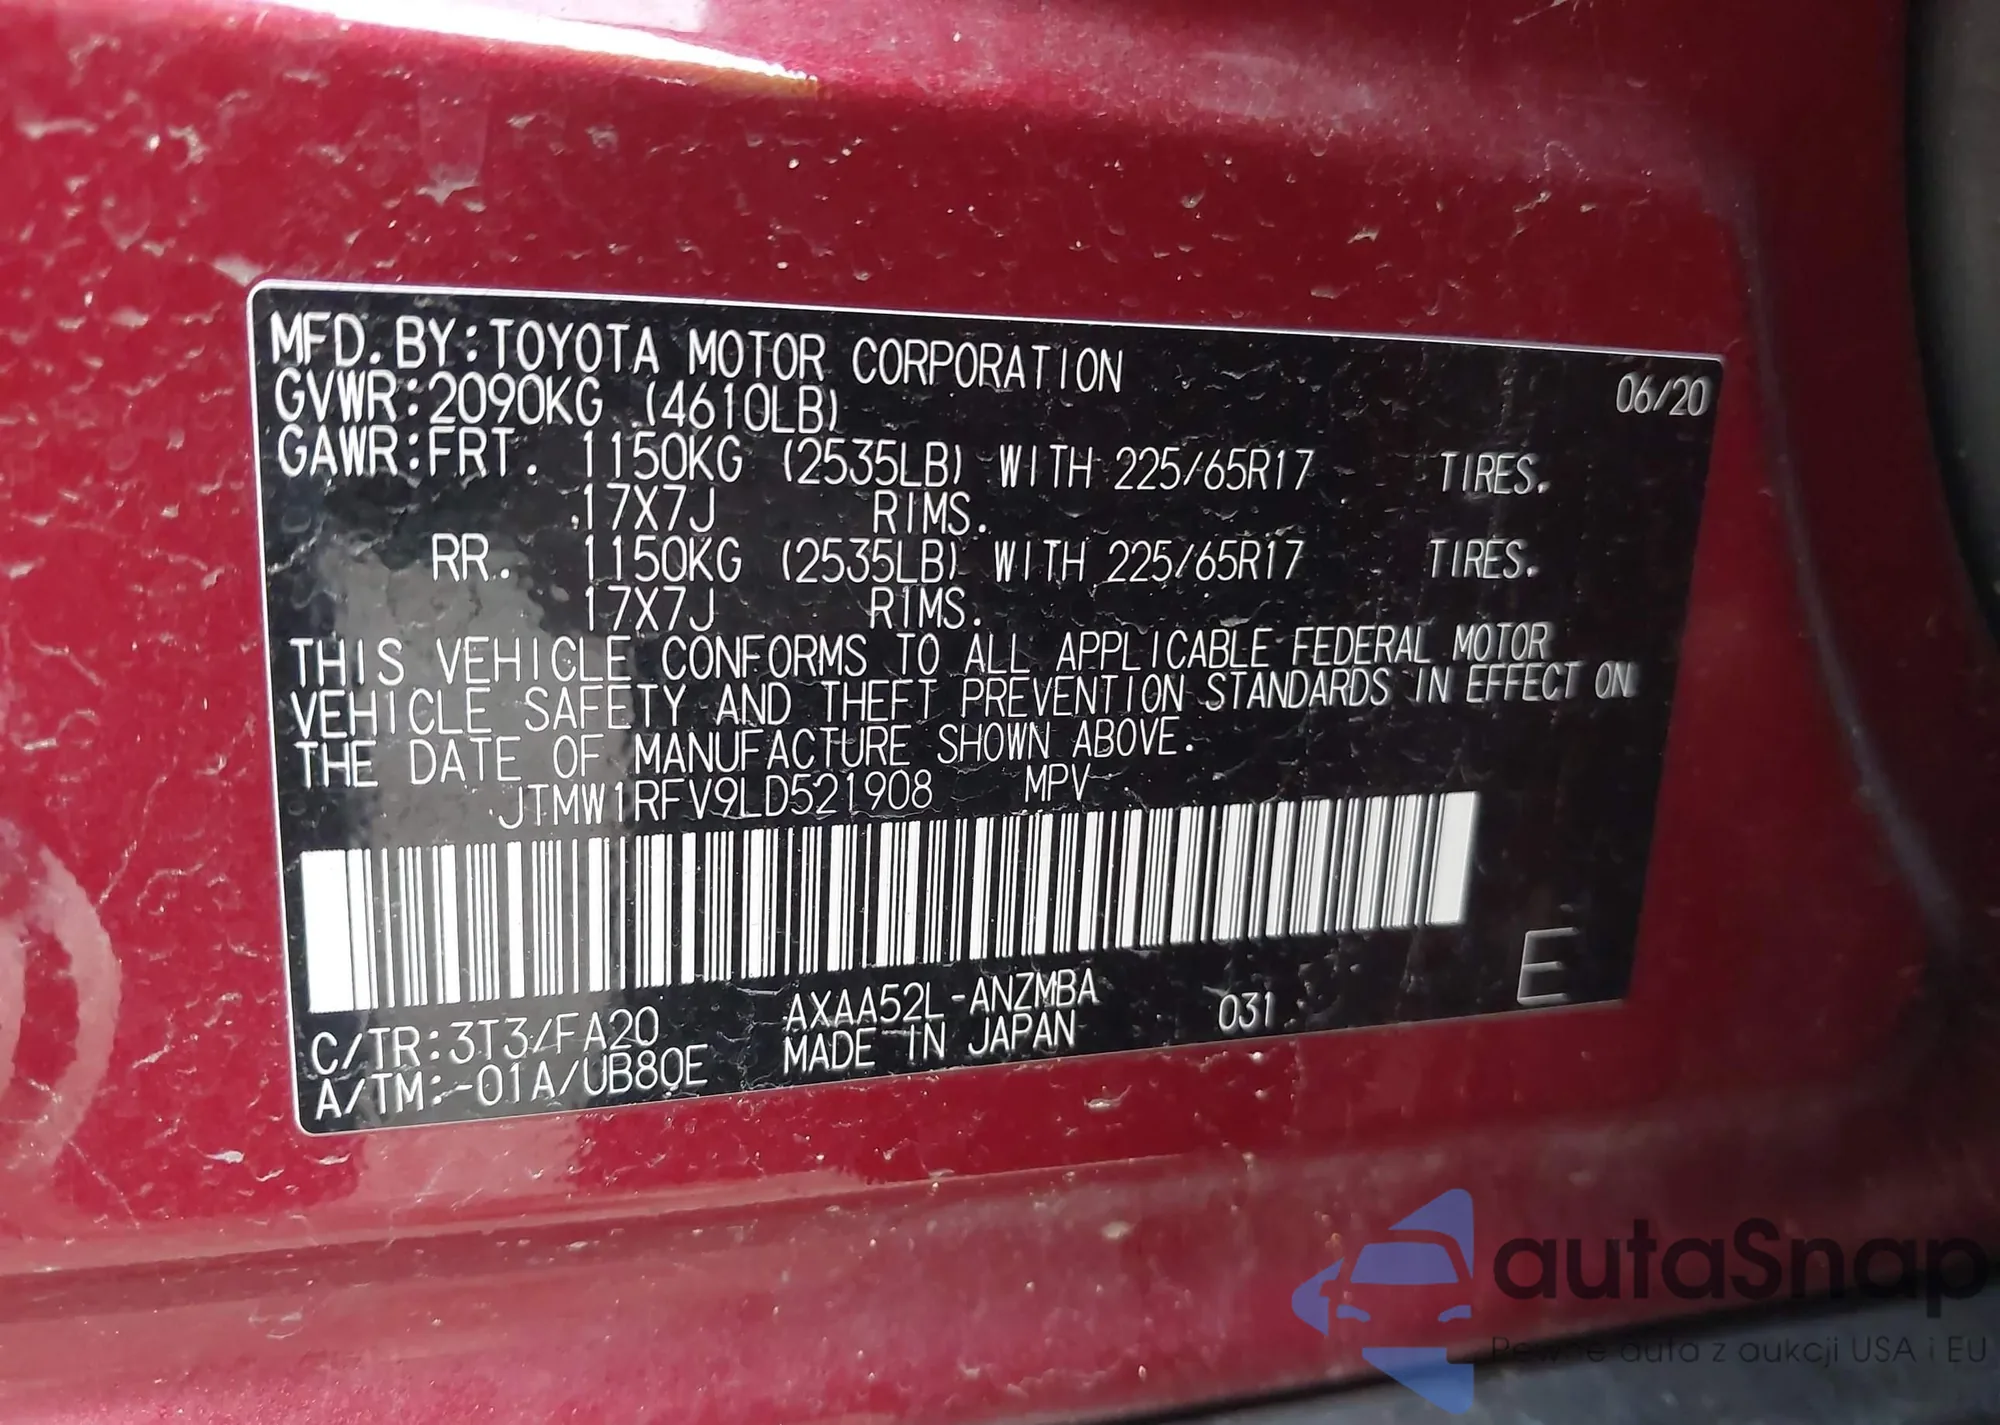 MFD. BY: TOYOTA MOTOR CORPORATION 06/20
GVWR: 2090KG (4610LB)
GAWR: FRT. 1150KG (2535LB) WITH 225/65R17 TIRES.
17X7J RIMS.
RR. 1150KG (2535LB) WITH 225/65R17 TIRES.
17X7J RIMS.
THIS VEHICLE CONFORMS TO ALL APPLICABLE FEDERAL MOTOR
VEHICLE SAFETY AND THEFT PREVENTION STANDARDS IN EFFECT ON
THE DATE OF MANUFACTURE SHOWN ABOVE.
JTMW1RFV9LD521908 MPV
E
C/TR: 3T3/FA20 AXAA52L-ANZMBA 031
A/TM: -01A/UB80E MADE IN JAPAN
autaSnap
Pewne auta z aukcji USA i EU